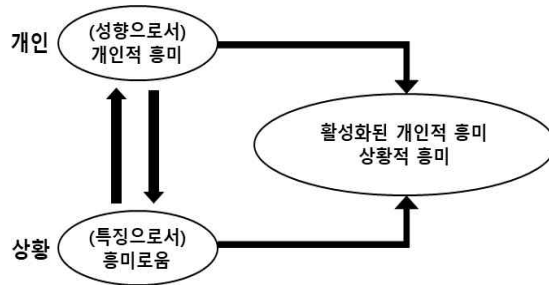 개인
(성향으로서)
개인적 흥미
활성화된 개인적 흥미
상황적 흥미
상황
(특징으로서)
흥미로움